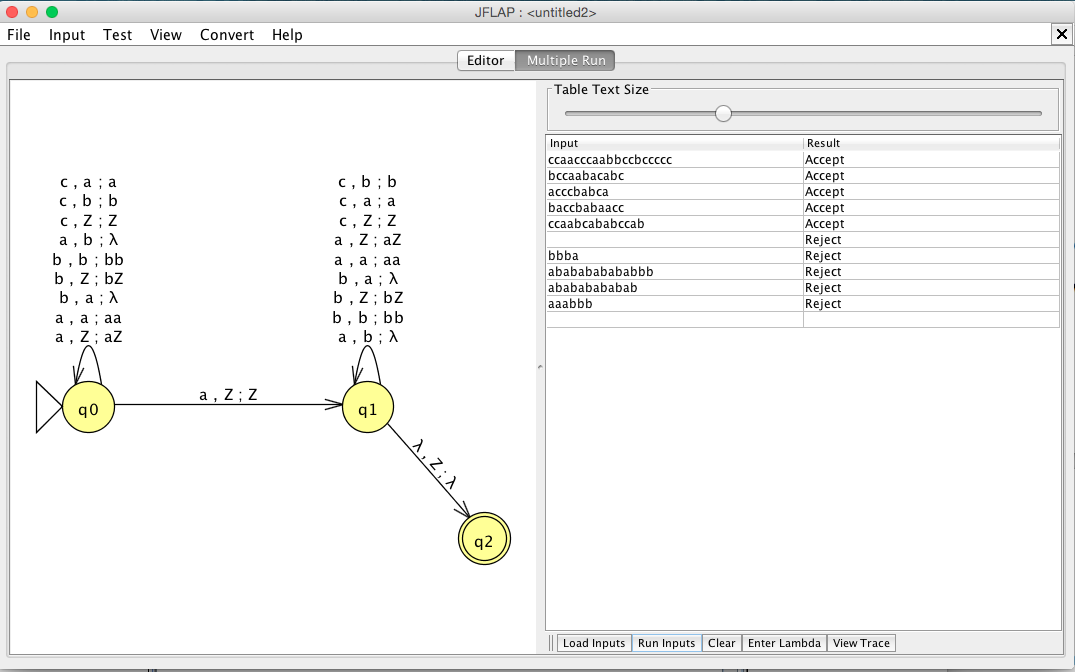 JFLAP : <untitled2>
File Input Test View Convert Help
Editor Multiple Run
Table Text Size
Input Result
ccaacccaabbccbccccc Accept
bccaabacabc Accept
acccbabca Accept
baccbabaacc Accept
ccaabcababccab Accept
Reject
bbba Reject
ababababababbb Reject
abababababab Reject
aaabbb Reject
c , a ; a
c , b ; b
c , Z ; Z
a , b ; λ
b , b ; bb
b , Z ; bZ
b , a ; λ
a , a ; aa
a , Z ; aZ
c , b ; b
c , a ; a
c , Z ; Z
a , Z ; aZ
a , a ; aa
b , a ; λ
b , Z ; bZ
b , b ; bb
a , b ; λ
q0
a , Z ; Z
q1
λ , Z ; λ
q2
Load Inputs Run Inputs Clear Enter Lambda View Trace